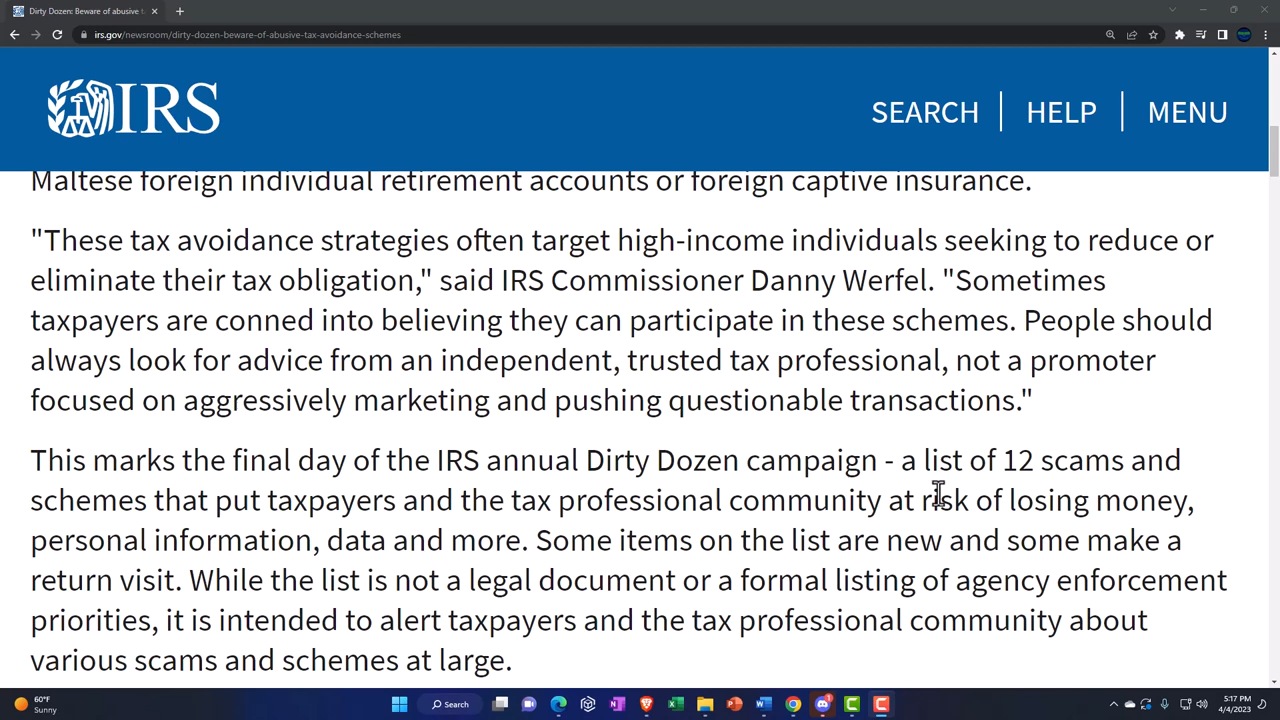 Dirty Dozen: Beware of abusive t
irs.gov/newsroom/dirty-dozen-beware-of-abusive-tax-avoidance-schemes
IRS
SEARCH
HELP
MENU
Maltese foreign individual retirement accounts or foreign captive insurance.
"These tax avoidance strategies often target high-income individuals seeking to reduce or
eliminate their tax obligation," said IRS Commissioner Danny Werfel. "Sometimes
taxpayers are conned into believing they can participate in these schemes. People should
always look for advice from an independent, trusted tax professional, not a promoter
focused on aggressively marketing and pushing questionable transactions."
This marks the final day of the IRS annual Dirty Dozen campaign - a list of 12 scams and
schemes that put taxpayers and the tax professional community at risk of losing money,
personal information, data and more. Some items on the list are new and some make a
return visit. While the list is not a legal document or a formal listing of agency enforcement
priorities, it is intended to alert taxpayers and the tax professional community about
various scams and schemes at large.
60°F
Sunny
Search
5:17 PM
4/4/2023